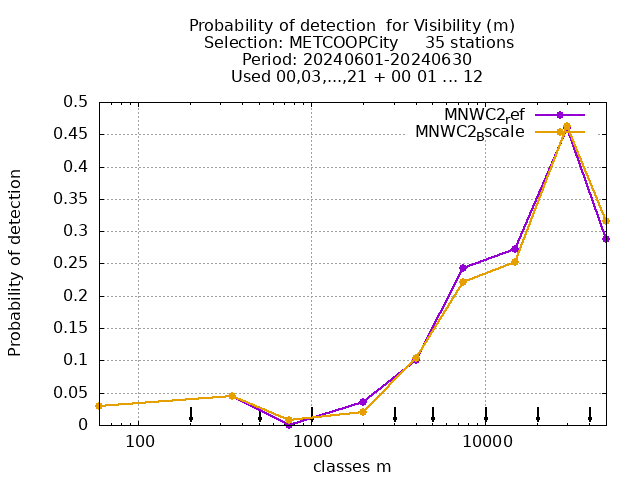 Probability of detection for Visibility (m)
Selection: METCOOPCity 35 stations
Period: 20240601-20240630
Used 00,03,...,21 + 00 01 ... 12
MNWC2ref
MNWC2Bscale
0.5
0.45
0.4
0.35
0.3
0.25
0.2
0.15
0.1
0.05
0
Probability of detection
100
1000
10000
classes m